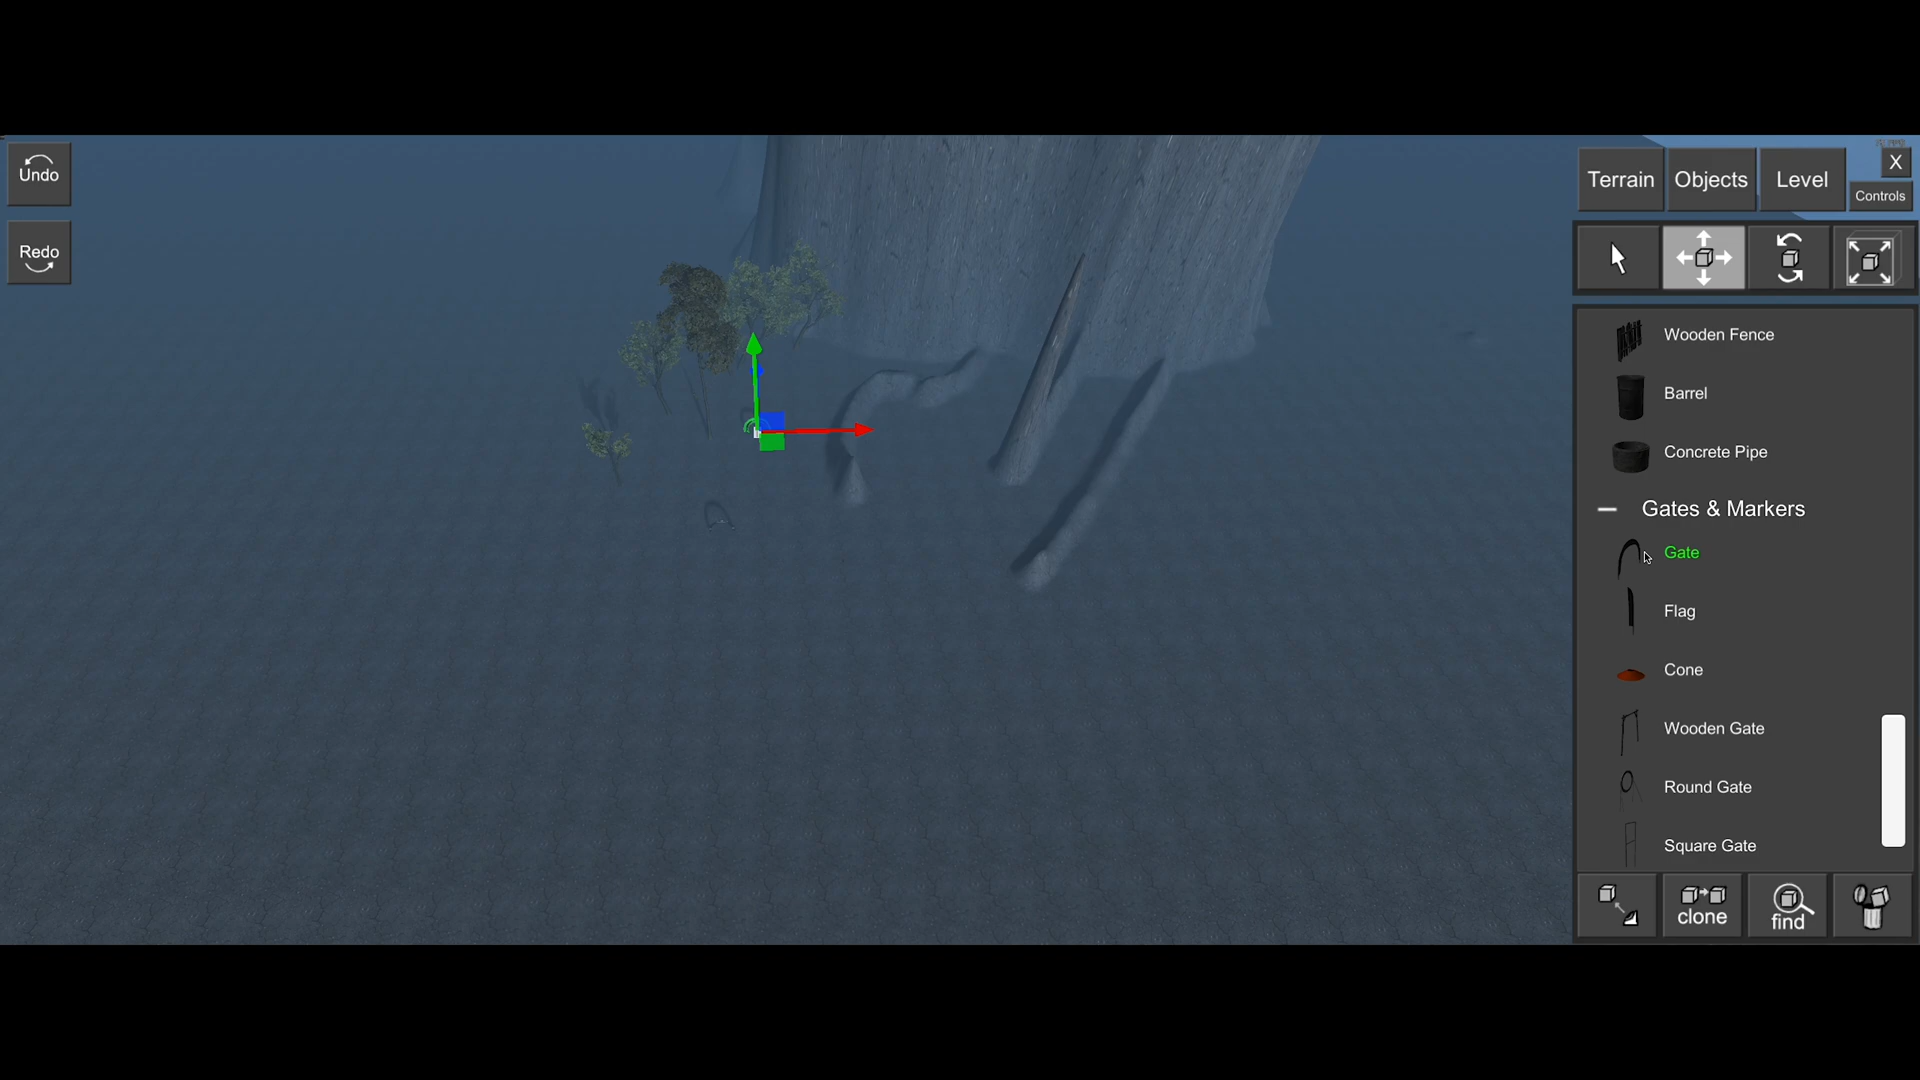 Undo
Redo
Terrain
Objects
Level
X
Controls
Wooden Fence
Barrel
Concrete Pipe
Gates & Markers
Gate
Flag
Cone
Wooden Gate
Round Gate
Square Gate
clone
find